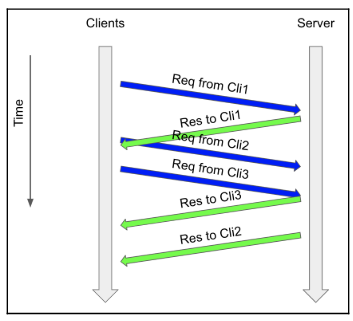 Clients
Server
Time
Req from Cli1
Res to Cli1
Req from Cli2
Req from Cli3
Res to Cli3
Res to Cli2